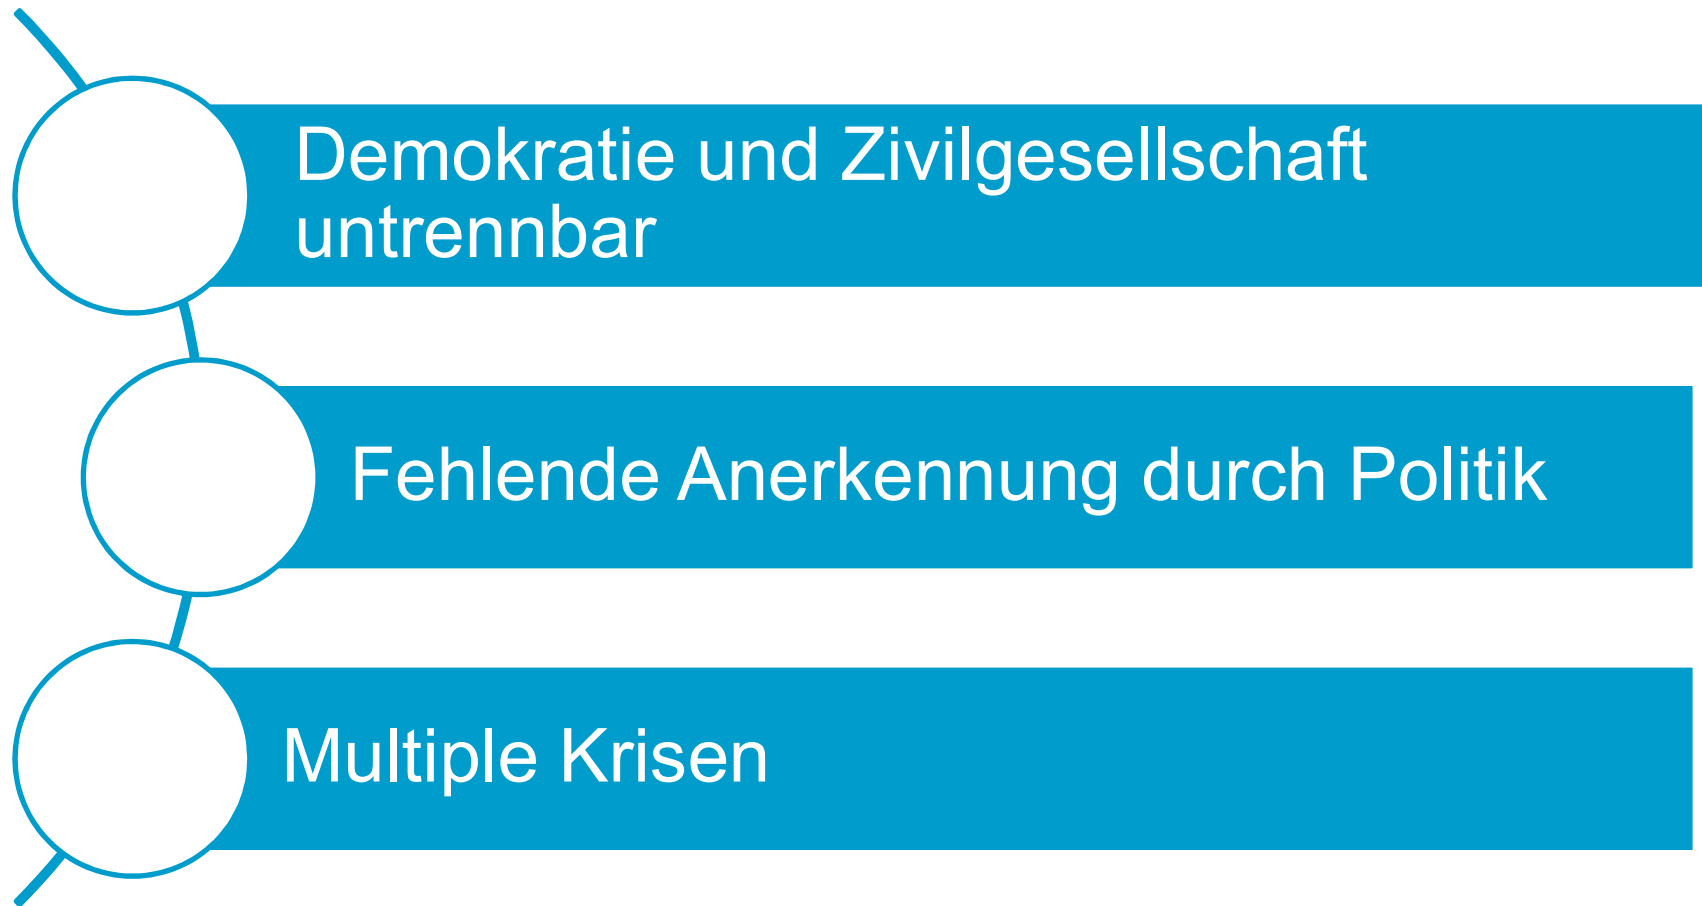 Demokratie und Zivilgesellschaft
untrennbar
Fehlende Anerkennung durch Politik
Multiple Krisen